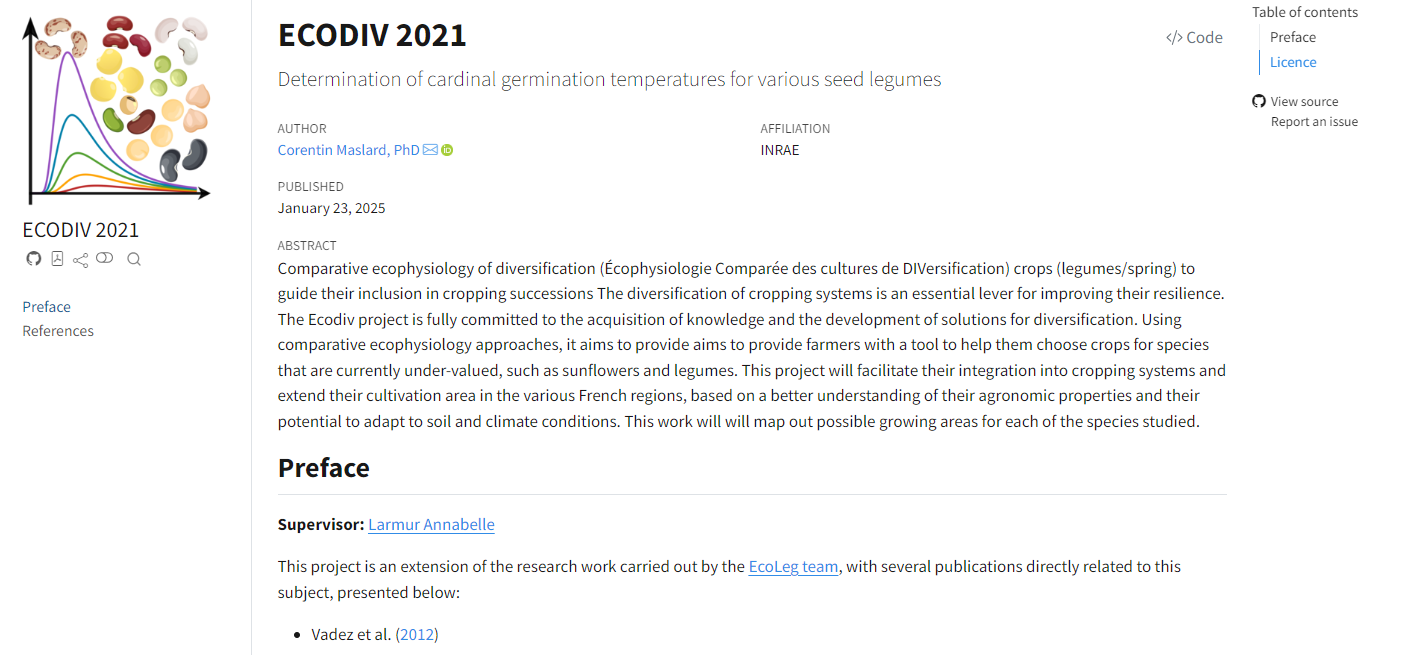 ECODIV 2021
Preface
References
ECODIV 2021
</> Code
Determination of cardinal germination temperatures for various seed legumes
AUTHOR
Corentin Maslard, PhD
AFFILIATION
INRAE
PUBLISHED
January 23, 2025
ABSTRACT
Comparative ecophysiology of diversification (Écophysiologie Comparée des cultures de DIVersification) crops (legumes/spring) to
guide their inclusion in cropping successions The diversification of cropping systems is an essential lever for improving their resilience.
The Ecodiv project is fully committed to the acquisition of knowledge and the development of solutions for diversification. Using
comparative ecophysiology approaches, it aims to provide aims to provide farmers with a tool to help them choose crops for species
that are currently under-valued, such as sunflowers and legumes. This project will facilitate their integration into cropping systems and
extend their cultivation area in the various French regions, based on a better understanding of their agronomic properties and their
potential to adapt to soil and climate conditions. This work will will map out possible growing areas for each of the species studied.
Preface
Supervisor: Larmur Annabelle
This project is an extension of the research work carried out by the EcoLeg team, with several publications directly related to this
subject, presented below:
• Vadez et al. (2012)
Table of contents
Preface
Licence
View source
Report an issue